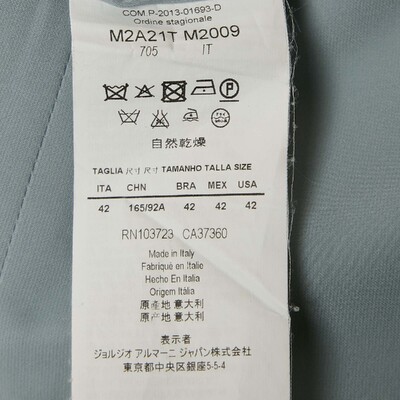 COM P-2013-01693-D
Ordine stagionale
M2A21T M2009
705 IT
自然乾燥
TAGLIA 尺寸 尺寸 TAMANHO TALLA SIZE
ITA CHN BRA MEX USA
42 165/92A 42 42 42
RN103723 CA37360
Made in Italy
Fabriqué en Italie
Hecho En Italia
Origem Itália
原產地 意大利
原产地 意大利
表示者
ジョルジオ アルマーニ ジャパン株式会社
東京都中央区銀座5-5-4